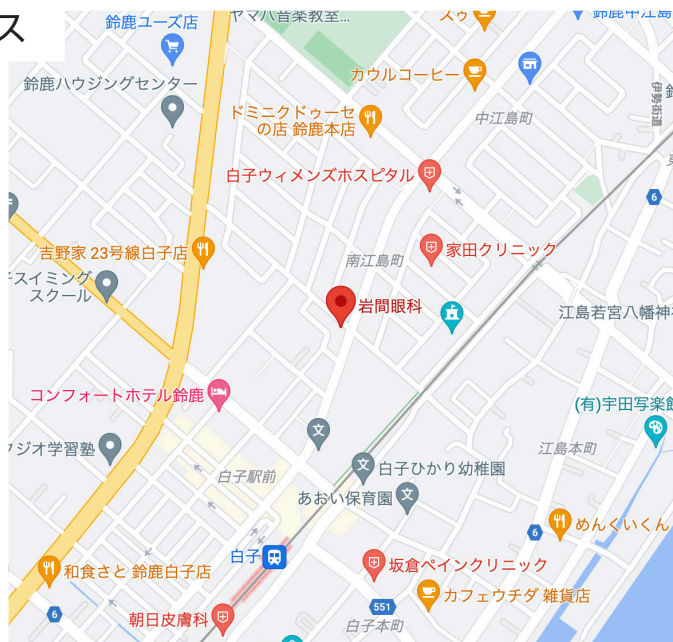 ス
鈴鹿ユーズ店
ヤマハ音楽教室...
スゥ
鈴鹿中江島
鈴鹿ハウジングセンター
カウルコーヒー
ドミニクドゥーセ
の店 鈴鹿本店
中江島町
伊勢街道
白子ウィメンズホスピタル
6
吉野家 23号線白子店
南江島町
家田クリニック
スイミング
スクール
岩間眼科
江島若宮八幡神
コンフォートホテル鈴鹿
(有)宇田写楽館
ジオ学習塾
白子駅前
白子ひかり幼稚園
江島本町
あおい保育園
6
めんくいくん
白子
和食さと 鈴鹿白子店
坂倉ペインクリニック
カフェウチダ 雑貨店
6
朝日皮膚科
551
白子本町